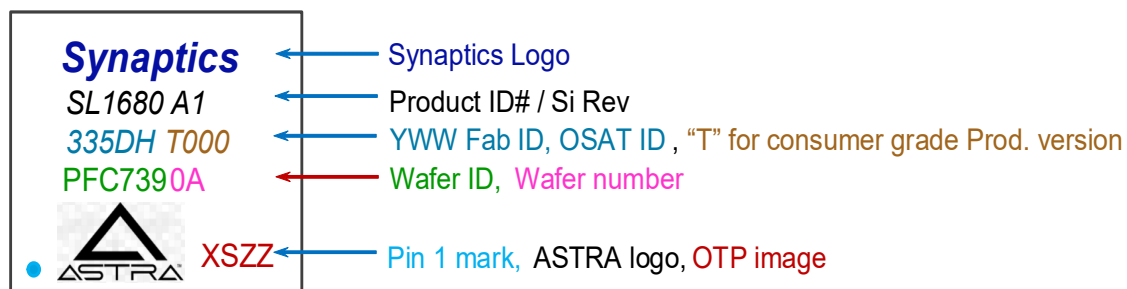 Synaptics Synaptics Logo
SL1680 A1 Product ID# / Si Rev
335DH T000 YWW Fab ID, OSAT ID , “T” for consumer grade Prod. version
PFC7390A Wafer ID, Wafer number
ASTRA XSZZ Pin 1 mark, ASTRA logo, OTP image